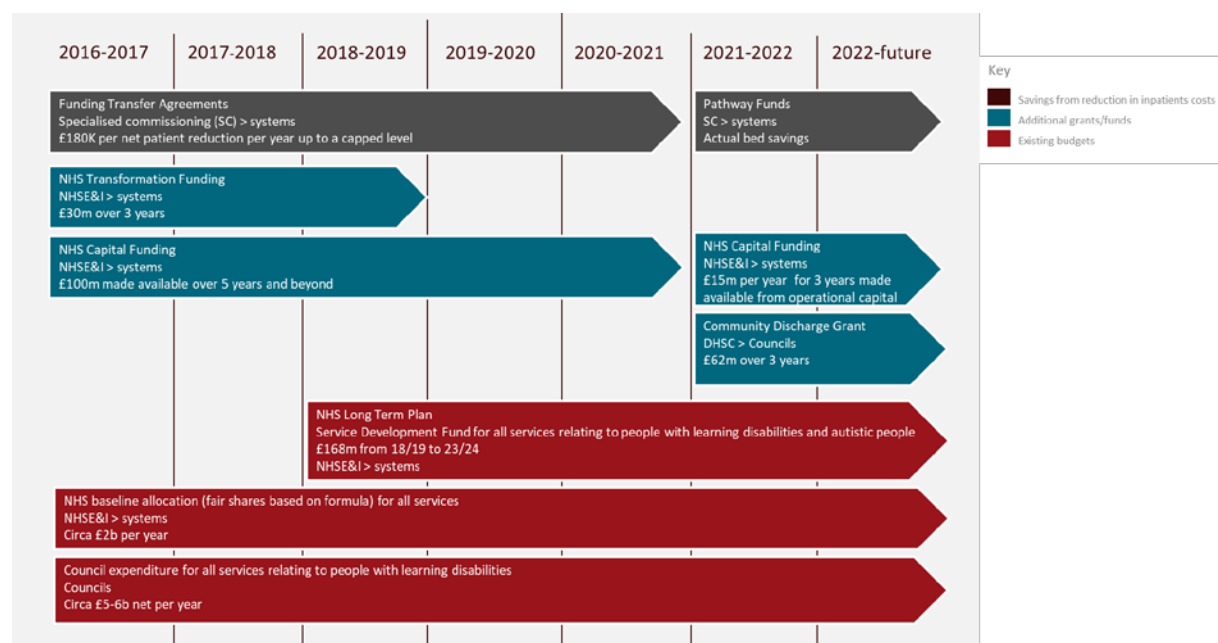 2016-2017
2017-2018
2018-2019
2019-2020
2020-2021
2021-2022
2022-future
Key
Savings from reduction in inpatients costs
Additional grants/funds
Existing budgets
Funding Transfer Agreements
Specialised commissioning (SC) > systems
£180K per net patient reduction per year up to a capped level
Pathway Funds
SC > systems
Actual bed savings
NHS Transformation Funding
NHSE&I > systems
£30m over 3 years
NHS Capital Funding
NHSE&I > systems
£100m made available over 5 years and beyond
NHS Capital Funding
NHSE&I > systems
£15m per year for 3 years made
available from operational capital
Community Discharge Grant
DHSC > Councils
£62m over 3 years
NHS Long Term Plan
Service Development Fund for all services relating to people with learning disabilities and autistic people
£168m from 18/19 to 23/24
NHSE&I > systems
NHS baseline allocation (fair shares based on formula) for all services
NHSE&I > systems
Circa £2b per year
Council expenditure for all services relating to people with learning disabilities
Councils
Circa £5-6b net per year